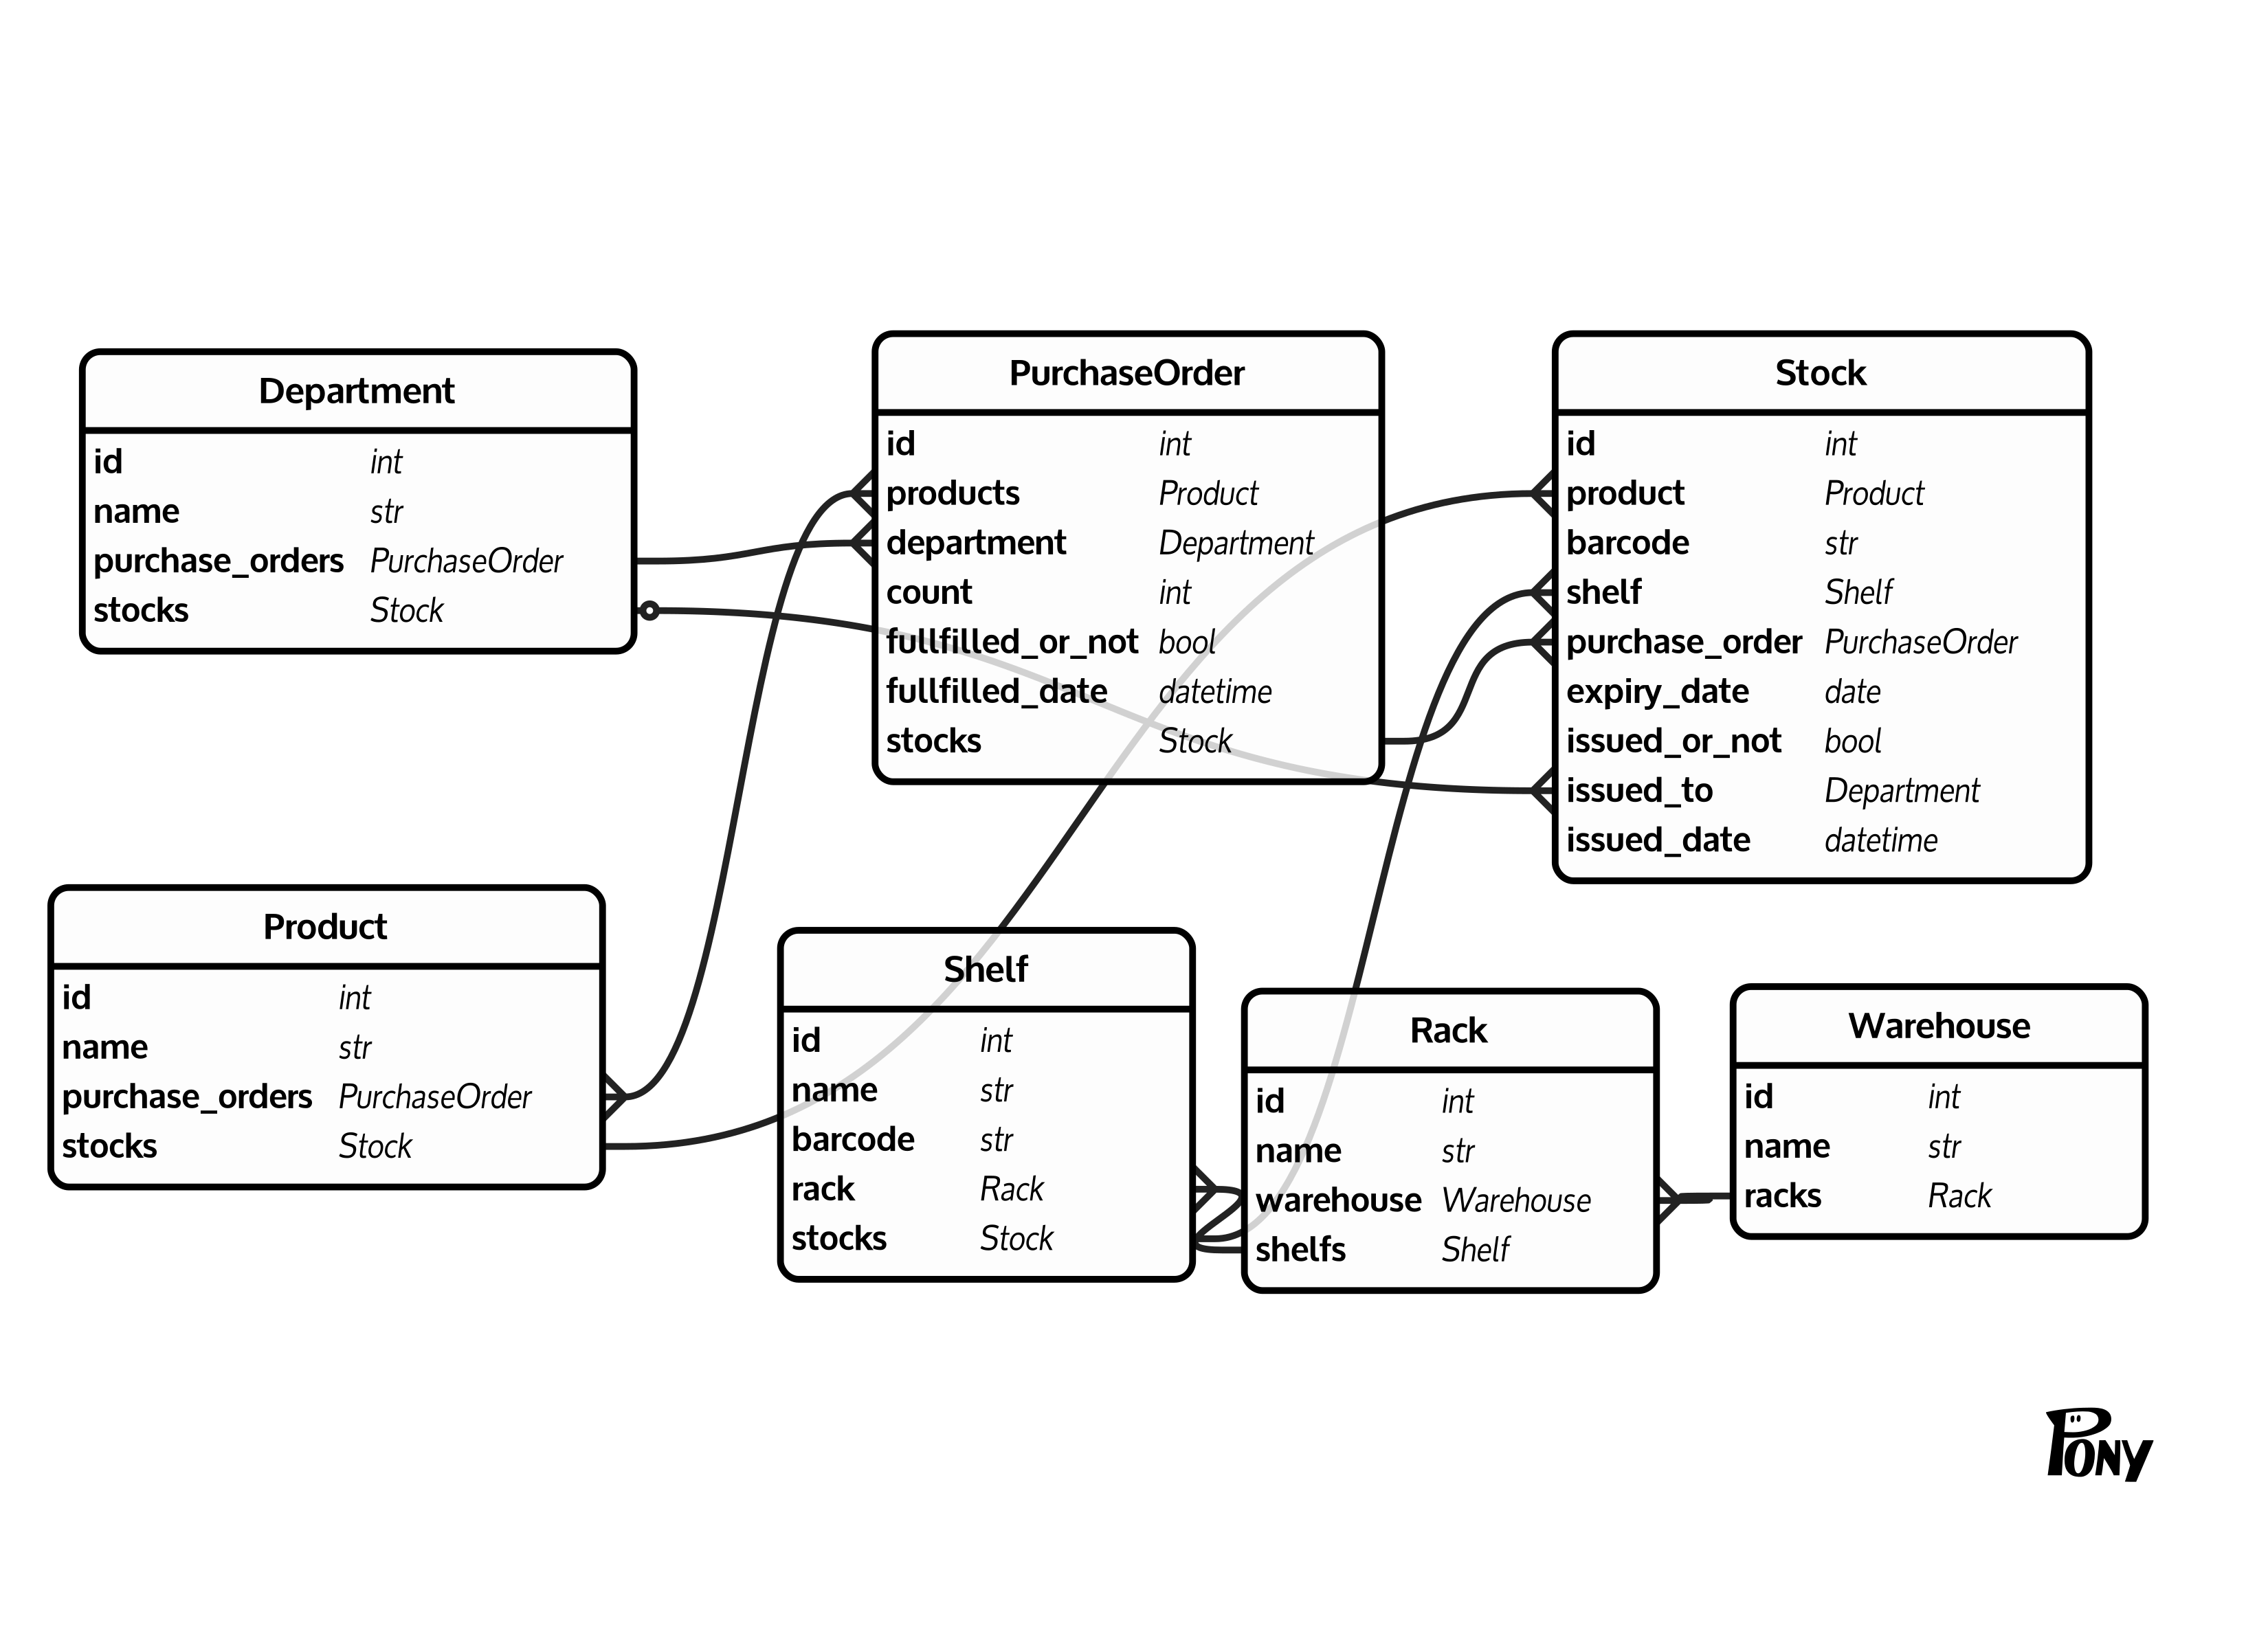 Department
id int
name str
purchase_orders PurchaseOrder
stocks Stock
PurchaseOrder
id int
products Product
department Department
count int
fullfilled_or_not bool
fullfilled_date datetime
stocks Stock
Stock
id int
product Product
barcode str
shelf Shelf
purchase_order PurchaseOrder
expiry_date date
issued_or_not bool
issued_to Department
issued_date datetime
Product
id int
name str
purchase_orders PurchaseOrder
stocks Stock
Shelf
id int
name str
barcode str
rack Rack
stocks Stock
Rack
id int
name str
warehouse Warehouse
shelfs Shelf
Warehouse
id int
name str
racks Rack
PONY